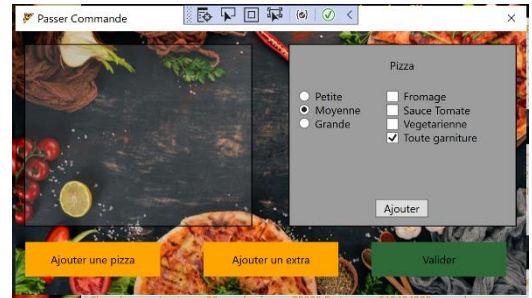 Passer Commande
Pizza
Petite
Moyenne
Grande
Fromage
Sauce Tomate
Vegetarienne
Toute garniture
Ajouter
Ajouter une pizza
Ajouter un extra
Valider